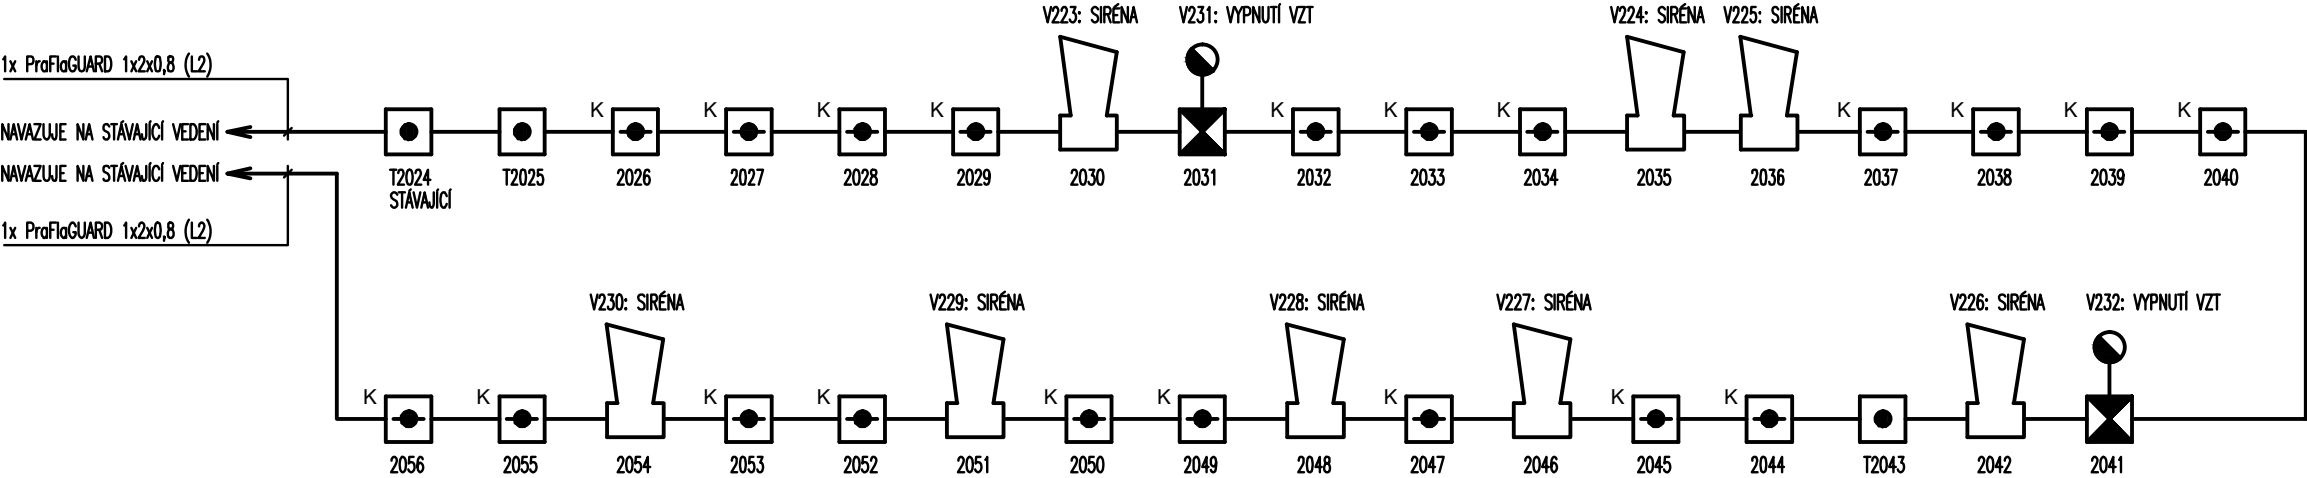 V223: SIRÉNA V231: VYPNUTÍ VZT V224: SIRÉNA V225: SIRÉNA
1x PraFlaGUARD 1x2x0,8 (L2)
K K K K K K K K K K K
NAVAZUJE NA STÁVAJÍCÍ VEDENÍ
NAVAZUJE NA STÁVAJÍCÍ VEDENÍ
T2024 T2025 2026 2027 2028 2029 2030 2031 2032 2033 2034 2035 2036 2037 2038 2039 2040
STÁVAJÍCÍ
1x PraFlaGUARD 1x2x0,8 (L2)
V230: SIRÉNA V229: SIRÉNA V228: SIRÉNA V227: SIRÉNA V226: SIRÉNA V232: VYPNUTÍ VZT
K K K K K K K K K
2056 2055 2054 2053 2052 2051 2050 2049 2048 2047 2046 2045 2044 T2043 2042 2041